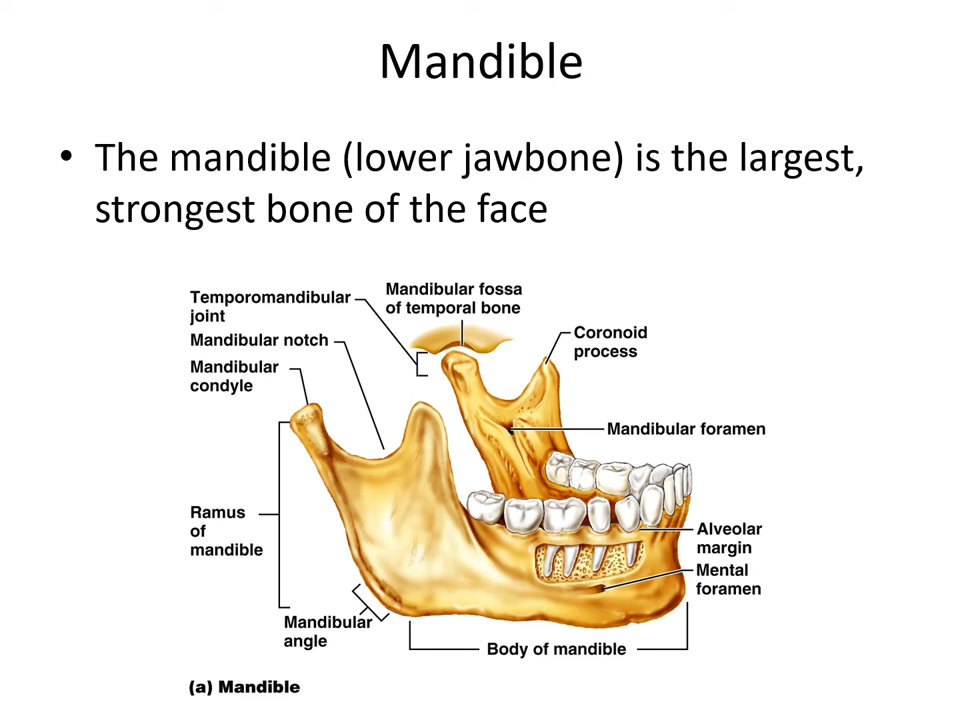 Mandible
• The mandible (lower jawbone) is the largest,
strongest bone of the face
Temporomandibular
joint
Mandibular fossa
of temporal bone
Mandibular notch
Coronoid
process
Mandibular
condyle
Mandibular foramen
Ramus
of
mandible
Alveolar
margin
Mental
foramen
Mandibular
angle
Body of mandible
(a) Mandible